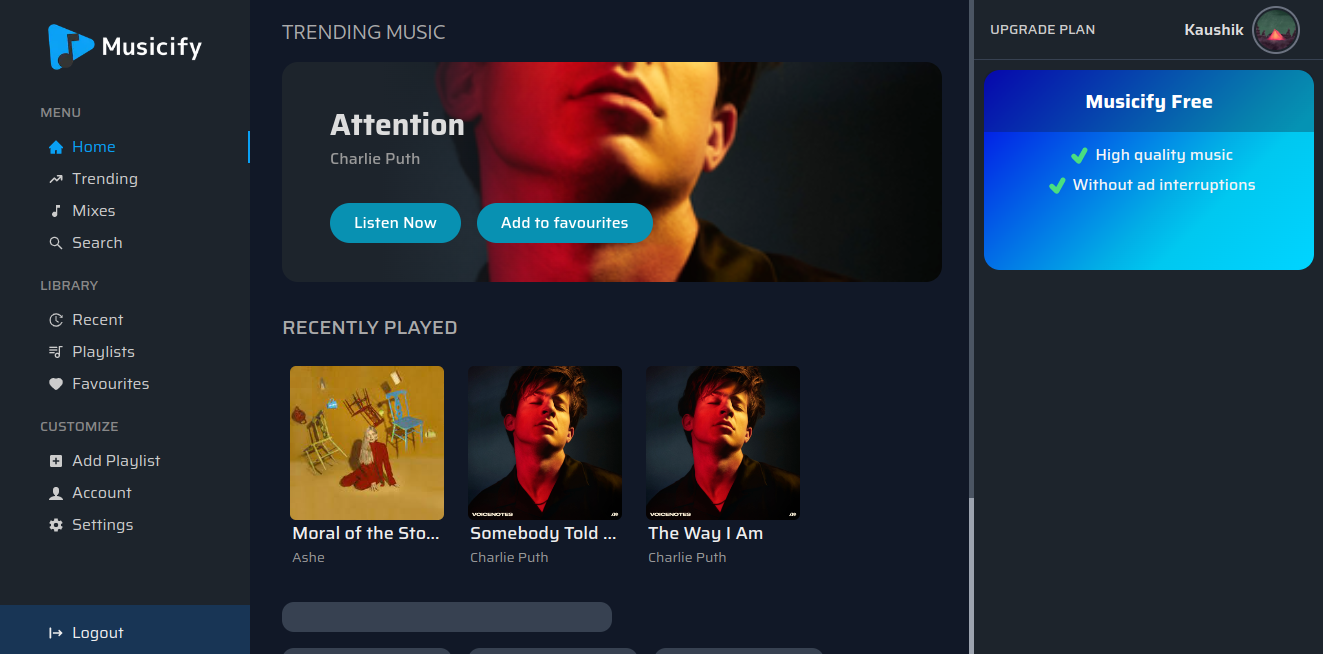 Musicify
MENU
Home
Trending
Mixes
Search
LIBRARY
Recent
Playlists
Favourites
CUSTOMIZE
Add Playlist
Account
Settings
Logout
TRENDING MUSIC
Attention
Charlie Puth
Listen Now
Add to favourites
RECENTLY PLAYED
VOICENOTES
VOICENOTES
Moral of the Sto...
Somebody Told ...
The Way I Am
Ashe
Charlie Puth
Charlie Puth
UPGRADE PLAN
Kaushik
Musicify Free
High quality music
Without ad interruptions